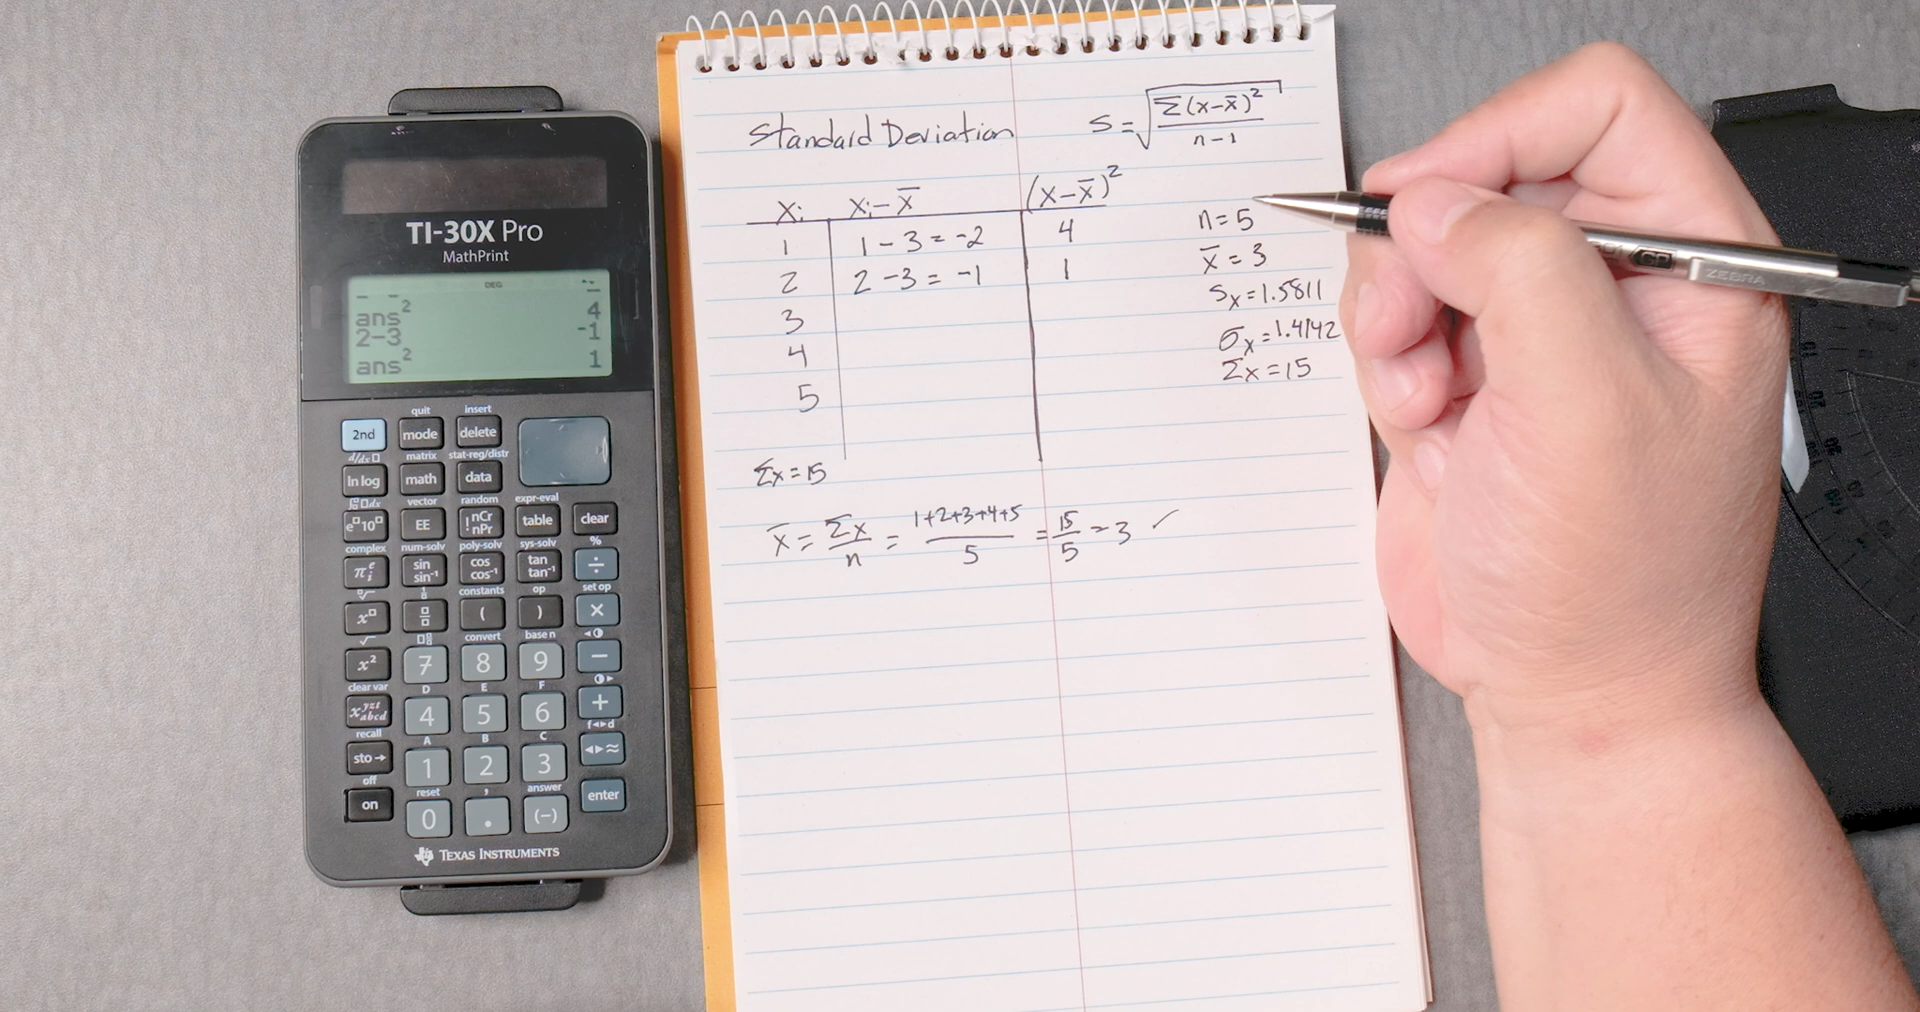 TI-30X Pro
MathPrint
DEG
ans² 4
2-3 -1
ans² 1
quit insert
2nd mode delete
d/dx□ matrix stat-reg/distr
ln log math data
vector random expr-eval
e□10□ EE !nCr nPr table clear
complex num-solv poly-solv sys-solv %
π e i sin sin⁻¹ cos cos⁻¹ tan tan⁻¹ ÷
constants op set op
x□ □/□ ( ) ×
√ convert base n
x² 7 8 9 −
clear var D E F
x yzt abcd 4 5 6 +
recall A B C f◂▸d
sto→ 1 2 3 ◂▸≈
off reset , answer
on 0 . (−) enter
TEXAS INSTRUMENTS
Standard Deviation S=√(Σ(x-x̄)²/n-1)
xi xi-x̄ (x-x̄)²
1 1-3=-2 4
2 2-3=-1 1
3
4
5
n=5
x̄=3
Sx=1.5811
σx=1.4142
Σx=15
Σx=15
x̄=Σx/n=1+2+3+4+5/5=15/5=3 ✓
ZEBRA